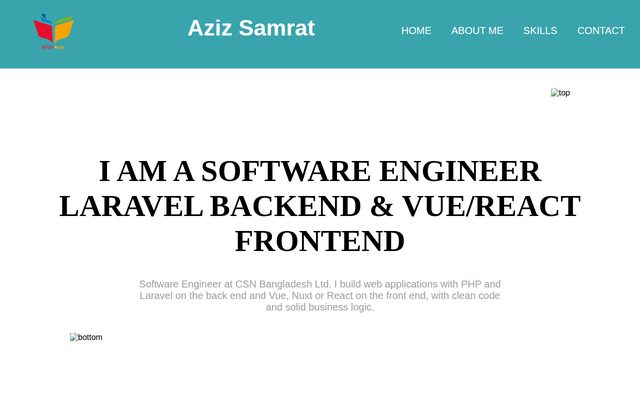 Aziz Samrat
HOME ABOUT ME SKILLS CONTACT
top
I AM A SOFTWARE ENGINEER
LARAVEL BACKEND & VUE/REACT
FRONTEND
Software Engineer at CSN Bangladesh Ltd. I build web applications with PHP and
Laravel on the back end and Vue, Nuxt or React on the front end, with clean code
and solid business logic.
bottom